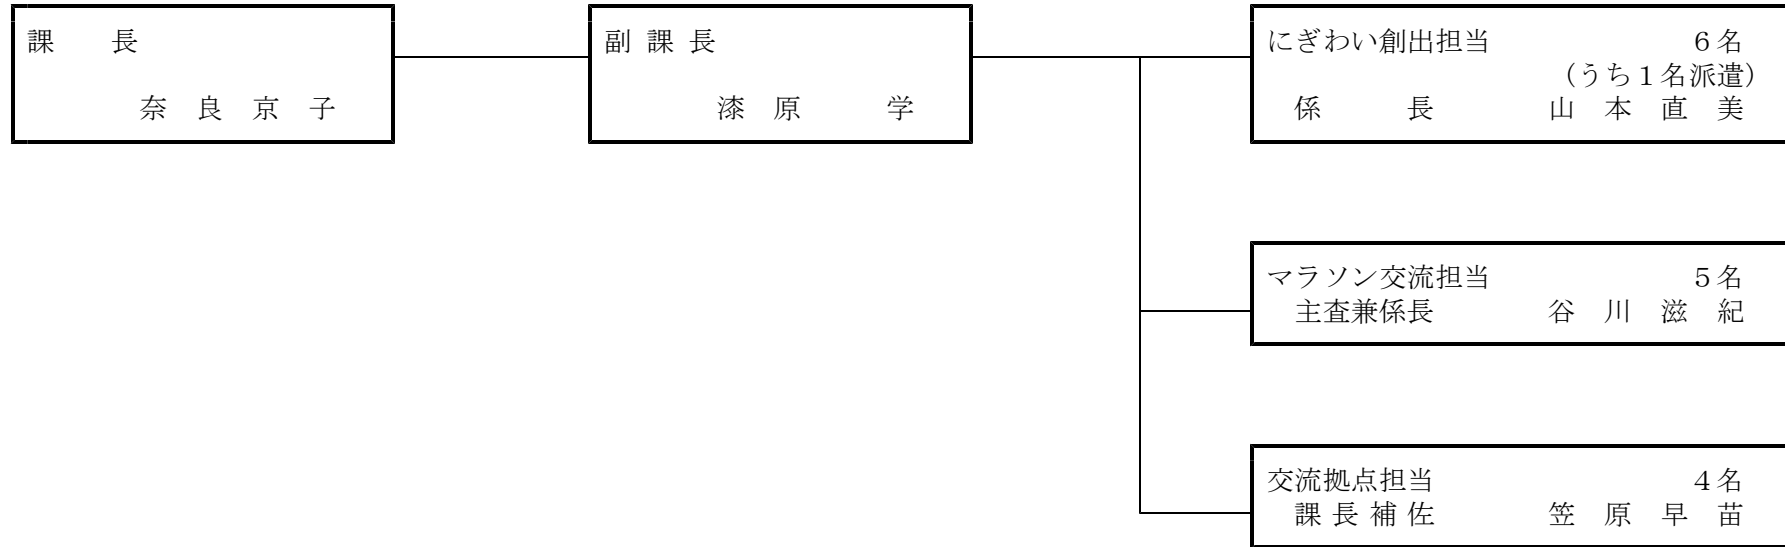 課　　長
奈　良　京　子
副 課 長
漆　原　　　学
にぎわい創出担当　　　　　　　６名
（うち１名派遣）
係　　　長　　　　山　本　直　美
マラソン交流担当　　　　　　　５名
主査兼係長　　　　谷　川　滋　紀
交流拠点担当　　　　　　　　　４名
課 長 補 佐　　　　笠　原　早　苗